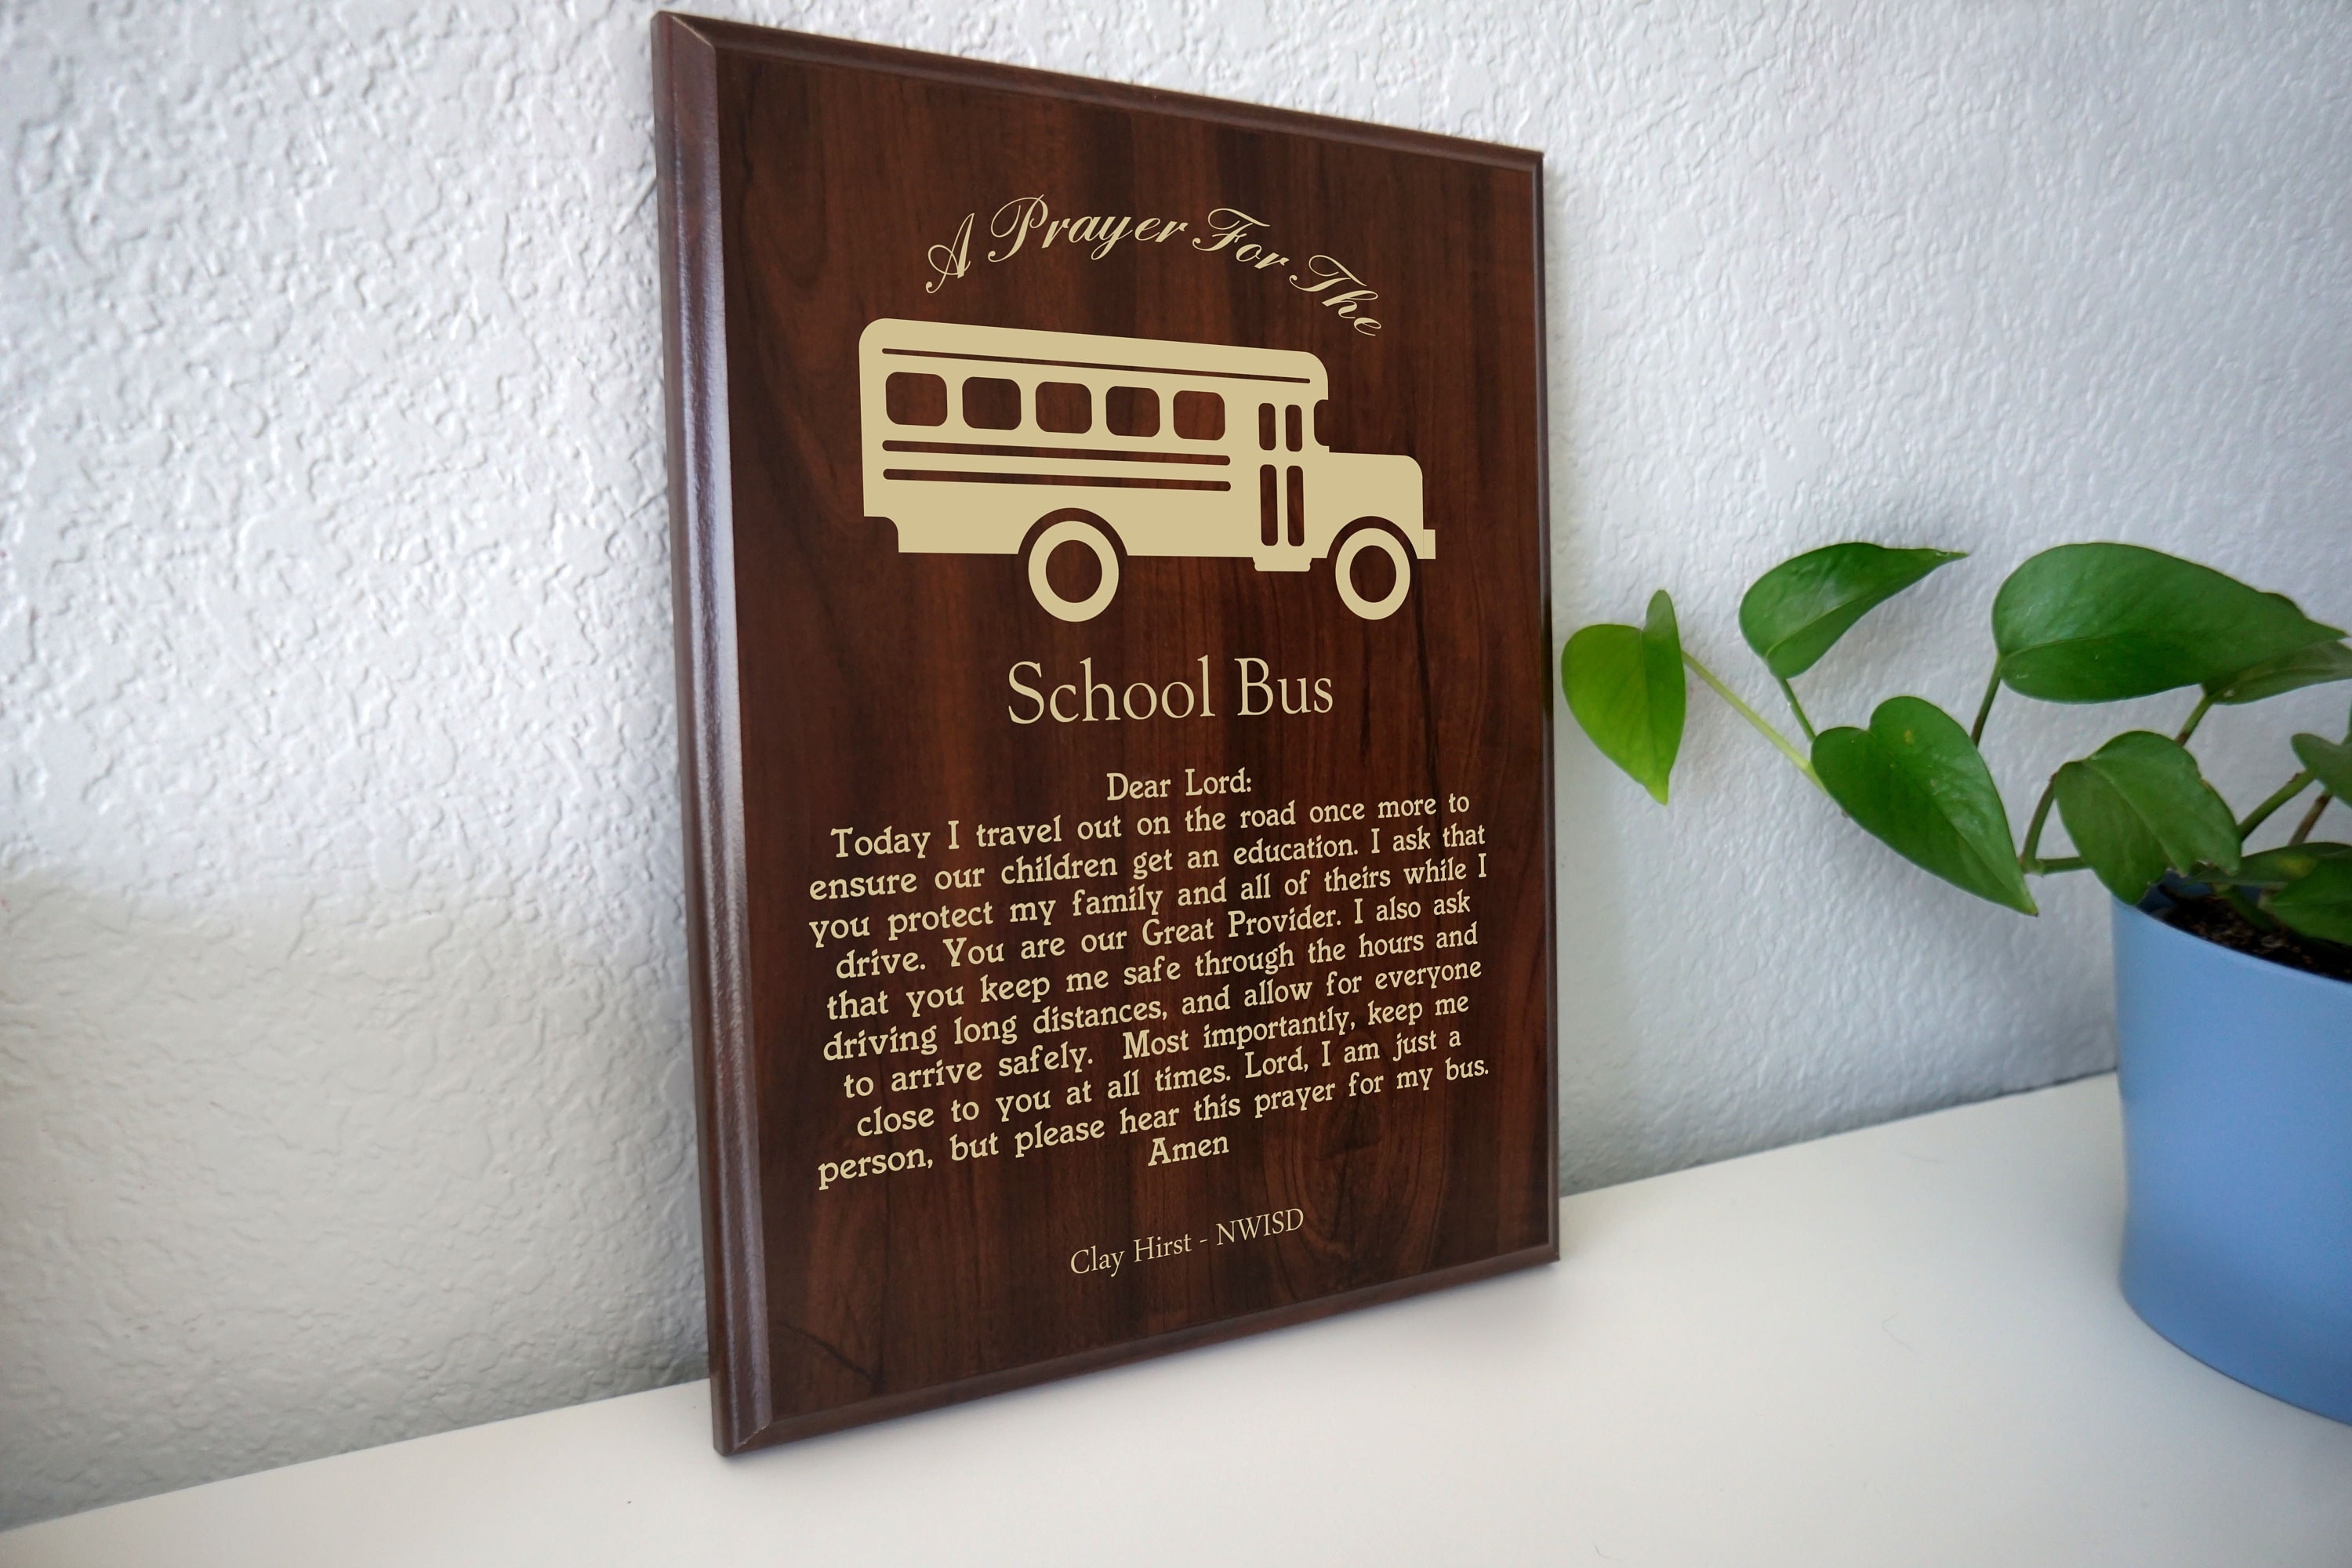 A Prayer For The
School Bus
Dear Lord:
Today I travel out on the road once more to
ensure our children get an education. I ask that
you protect my family and all of theirs while I
drive. You are our Great Provider. I also ask
that you keep me safe through the hours and
driving long distances, and allow for everyone
to arrive safely.  Most importantly, keep me
close to you at all times. Lord, I am just a
person, but please hear this prayer for my bus.
Amen
Clay Hirst - NWISD